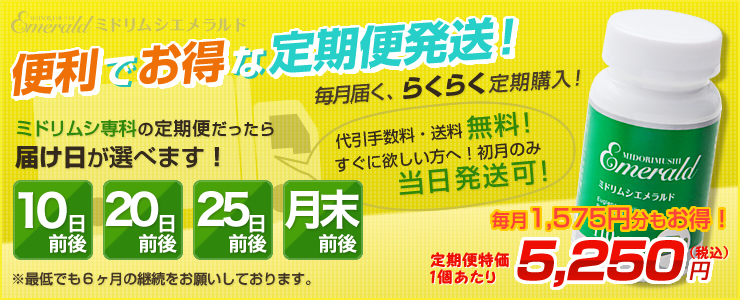 MIDORIMUSHI
Emerald ミドリムシエメラルド
便利でお得な定期便発送！
毎月届く、らくらく定期購入！
ミドリムシ専科の定期便だったら
届け日が選べます！
代引手数料・送料 無料！
すぐに欲しい方へ！初月のみ
当日発送可！
10日前後
20日前後
25日前後
月末前後
※最低でも６ヶ月の継続をお願いしております。
MIDORIMUSHI
Emerald
ミドリムシエメラルド
毎月1,575円分もお得！
定期便特価
1個あたり
5,250円(税込)